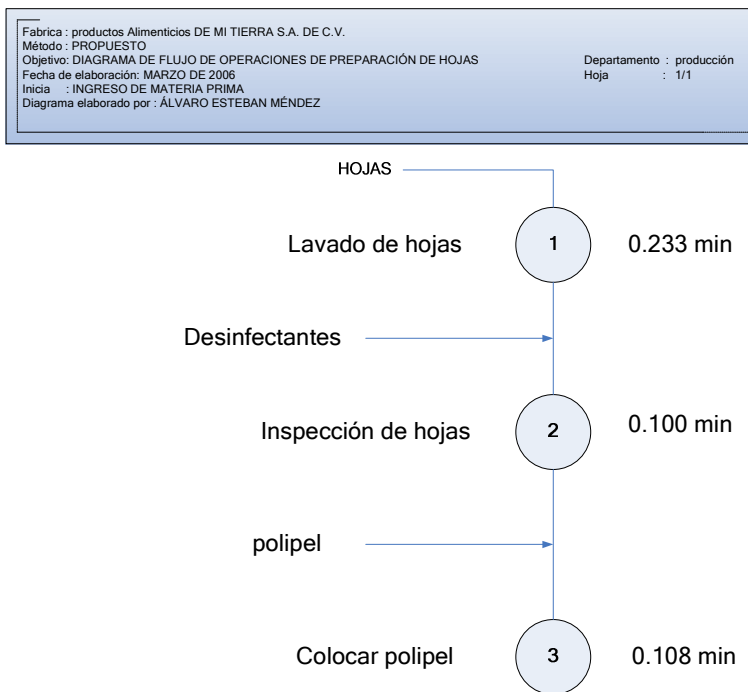 Fabrica : productos Alimenticios DE MI TIERRA S.A. DE C.V.
Método : PROPUESTO
Objetivo: DIAGRAMA DE FLUJO DE OPERACIONES DE PREPARACIÓN DE HOJAS
Departamento : producción
Fecha de elaboración: MARZO DE 2006
Hoja : 1/1
Inicia : INGRESO DE MATERIA PRIMA
Diagrama elaborado por : ÁLVARO ESTEBAN MÉNDEZ
HOJAS
Lavado de hojas 1 0.233 min
Desinfectantes
Inspección de hojas 2 0.100 min
polipel
Colocar polipel 3 0.108 min